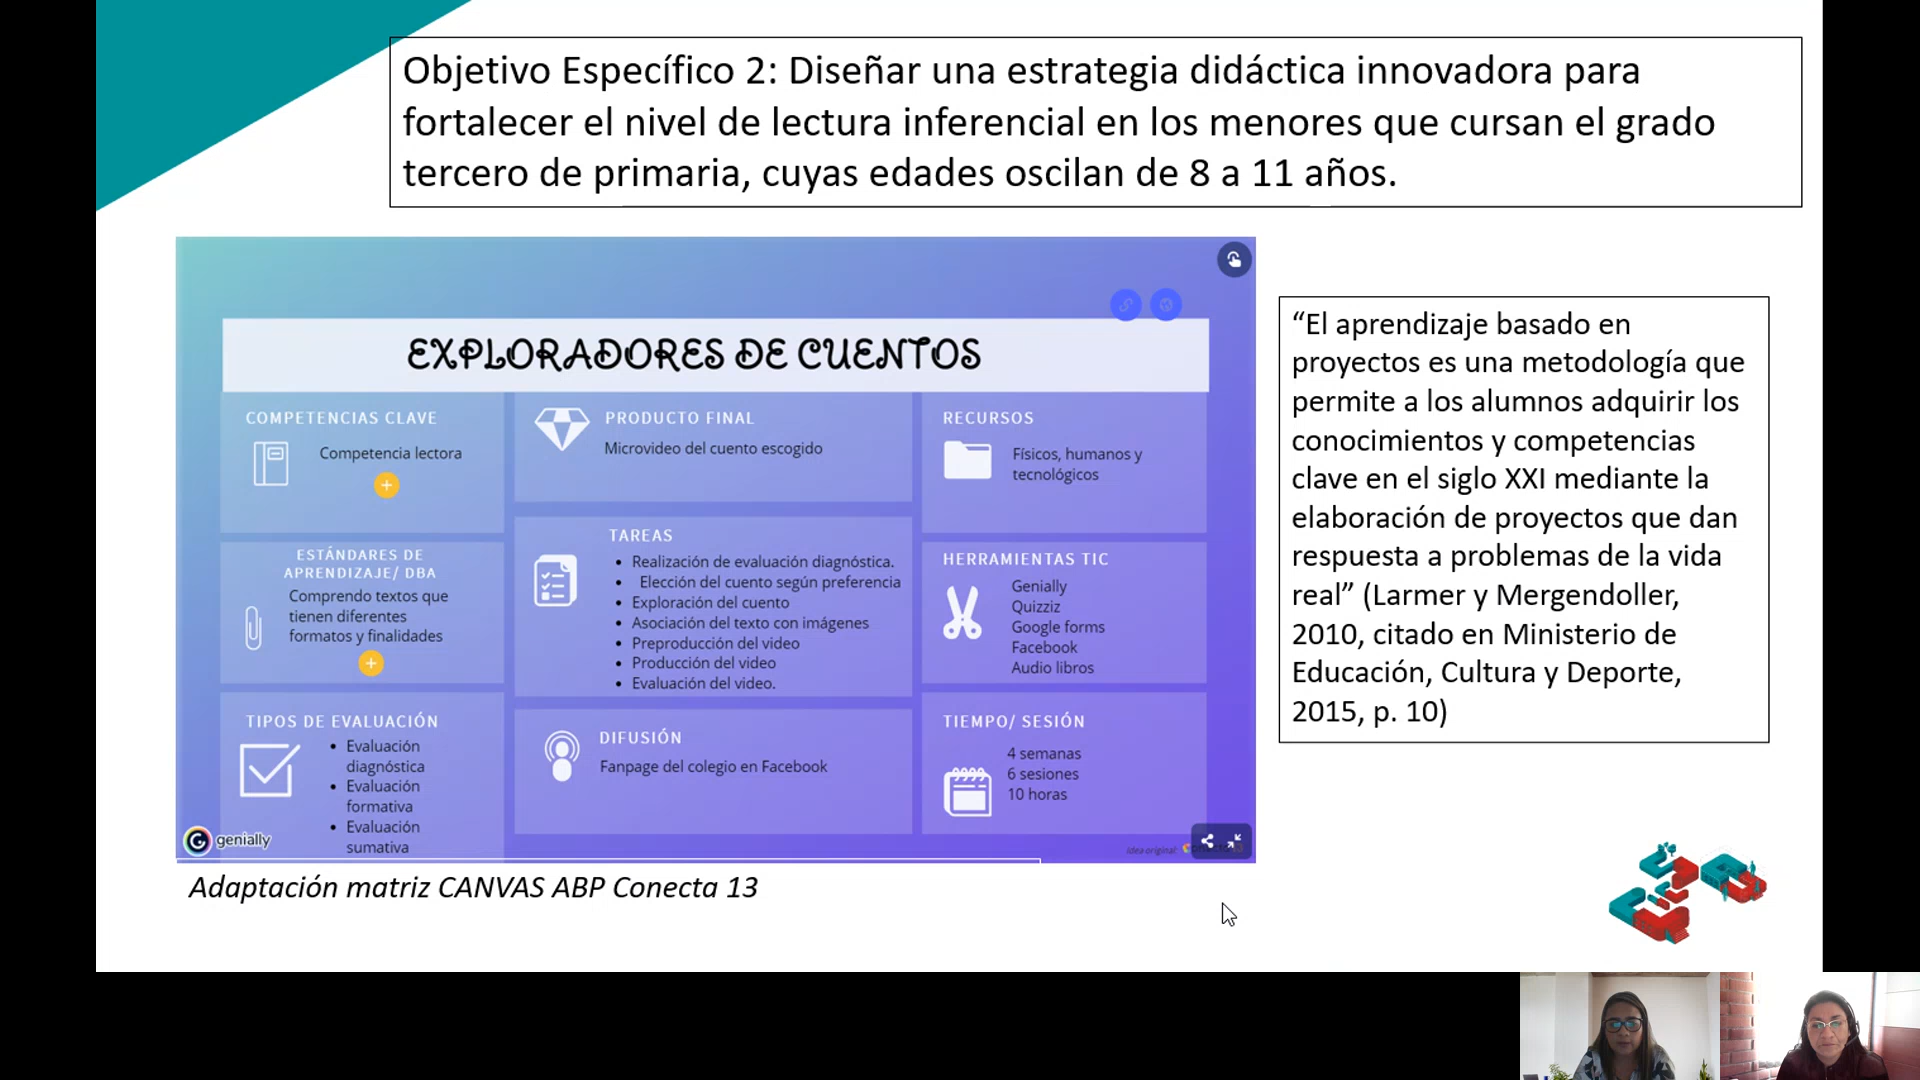 Objetivo Específico 2: Diseñar una estrategia didáctica innovadora para
fortalecer el nivel de lectura inferencial en los menores que cursan el grado
tercero de primaria, cuyas edades oscilan de 8 a 11 años.
EXPLORADORES DE CUENTOS
COMPETENCIAS CLAVE
Competencia lectora
ESTÁNDARES DE
APRENDIZAJE/ DBA
Comprendo textos que
tienen diferentes
formatos y finalidades
TIPOS DE EVALUACIÓN
• Evaluación
diagnóstica
• Evaluación
formativa
• Evaluación
sumativa
PRODUCTO FINAL
Microvideo del cuento escogido
TAREAS
• Realización de evaluación diagnóstica.
• Elección del cuento según preferencia
• Exploración del cuento
• Asociación del texto con imágenes
• Preproducción del video
• Producción del video
• Evaluación del video.
DIFUSIÓN
Fanpage del colegio en Facebook
RECURSOS
Físicos, humanos y
tecnológicos
HERRAMIENTAS TIC
Genially
Quizziz
Google forms
Facebook
Audio libros
TIEMPO/ SESIÓN
4 semanas
6 sesiones
10 horas
genially
Idea original:
“El aprendizaje basado en
proyectos es una metodología que
permite a los alumnos adquirir los
conocimientos y competencias
clave en el siglo XXI mediante la
elaboración de proyectos que dan
respuesta a problemas de la vida
real” (Larmer y Mergendoller,
2010, citado en Ministerio de
Educación, Cultura y Deporte,
2015, p. 10)
Adaptación matriz CANVAS ABP Conecta 13